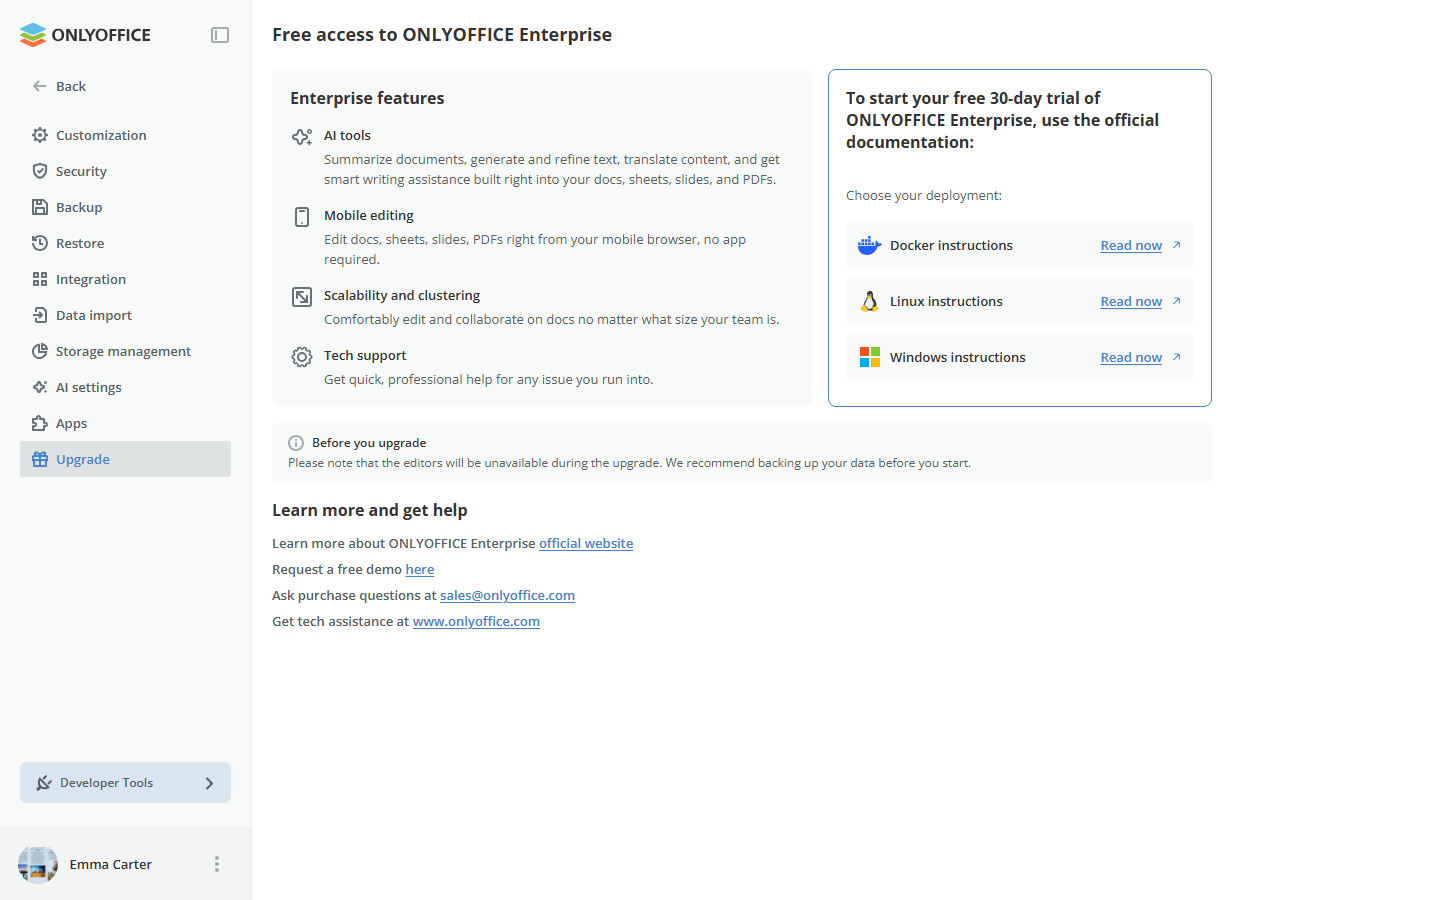 ONLYOFFICE
Back
Customization
Security
Backup
Restore
Integration
Data import
Storage management
AI settings
Apps
Upgrade
Developer Tools
Emma Carter
Free access to ONLYOFFICE Enterprise
Enterprise features
AI tools
Summarize documents, generate and refine text, translate content, and get
smart writing assistance built right into your docs, sheets, slides, and PDFs.
Mobile editing
Edit docs, sheets, slides, PDFs right from your mobile browser, no app
required.
Scalability and clustering
Comfortably edit and collaborate on docs no matter what size your team is.
Tech support
Get quick, professional help for any issue you run into.
To start your free 30-day trial of
ONLYOFFICE Enterprise, use the official
documentation:
Choose your deployment:
Docker instructions Read now
Linux instructions Read now
Windows instructions Read now
Before you upgrade
Please note that the editors will be unavailable during the upgrade. We recommend backing up your data before you start.
Learn more and get help
Learn more about ONLYOFFICE Enterprise official website
Request a free demo here
Ask purchase questions at sales@onlyoffice.com
Get tech assistance at www.onlyoffice.com